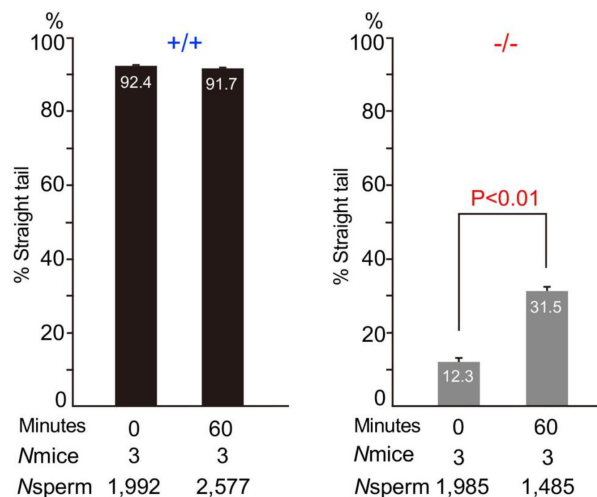 %
+/+
100
80
60
40
20
0
% Straight tail
92.4
91.7
Minutes 0 60
Nmice 3 3
Nsperm 1,992 2,577
%
-/-
100
80
60
40
20
0
% Straight tail
P<0.01
12.3
31.5
Minutes 0 60
Nmice 3 3
Nsperm 1,985 1,485